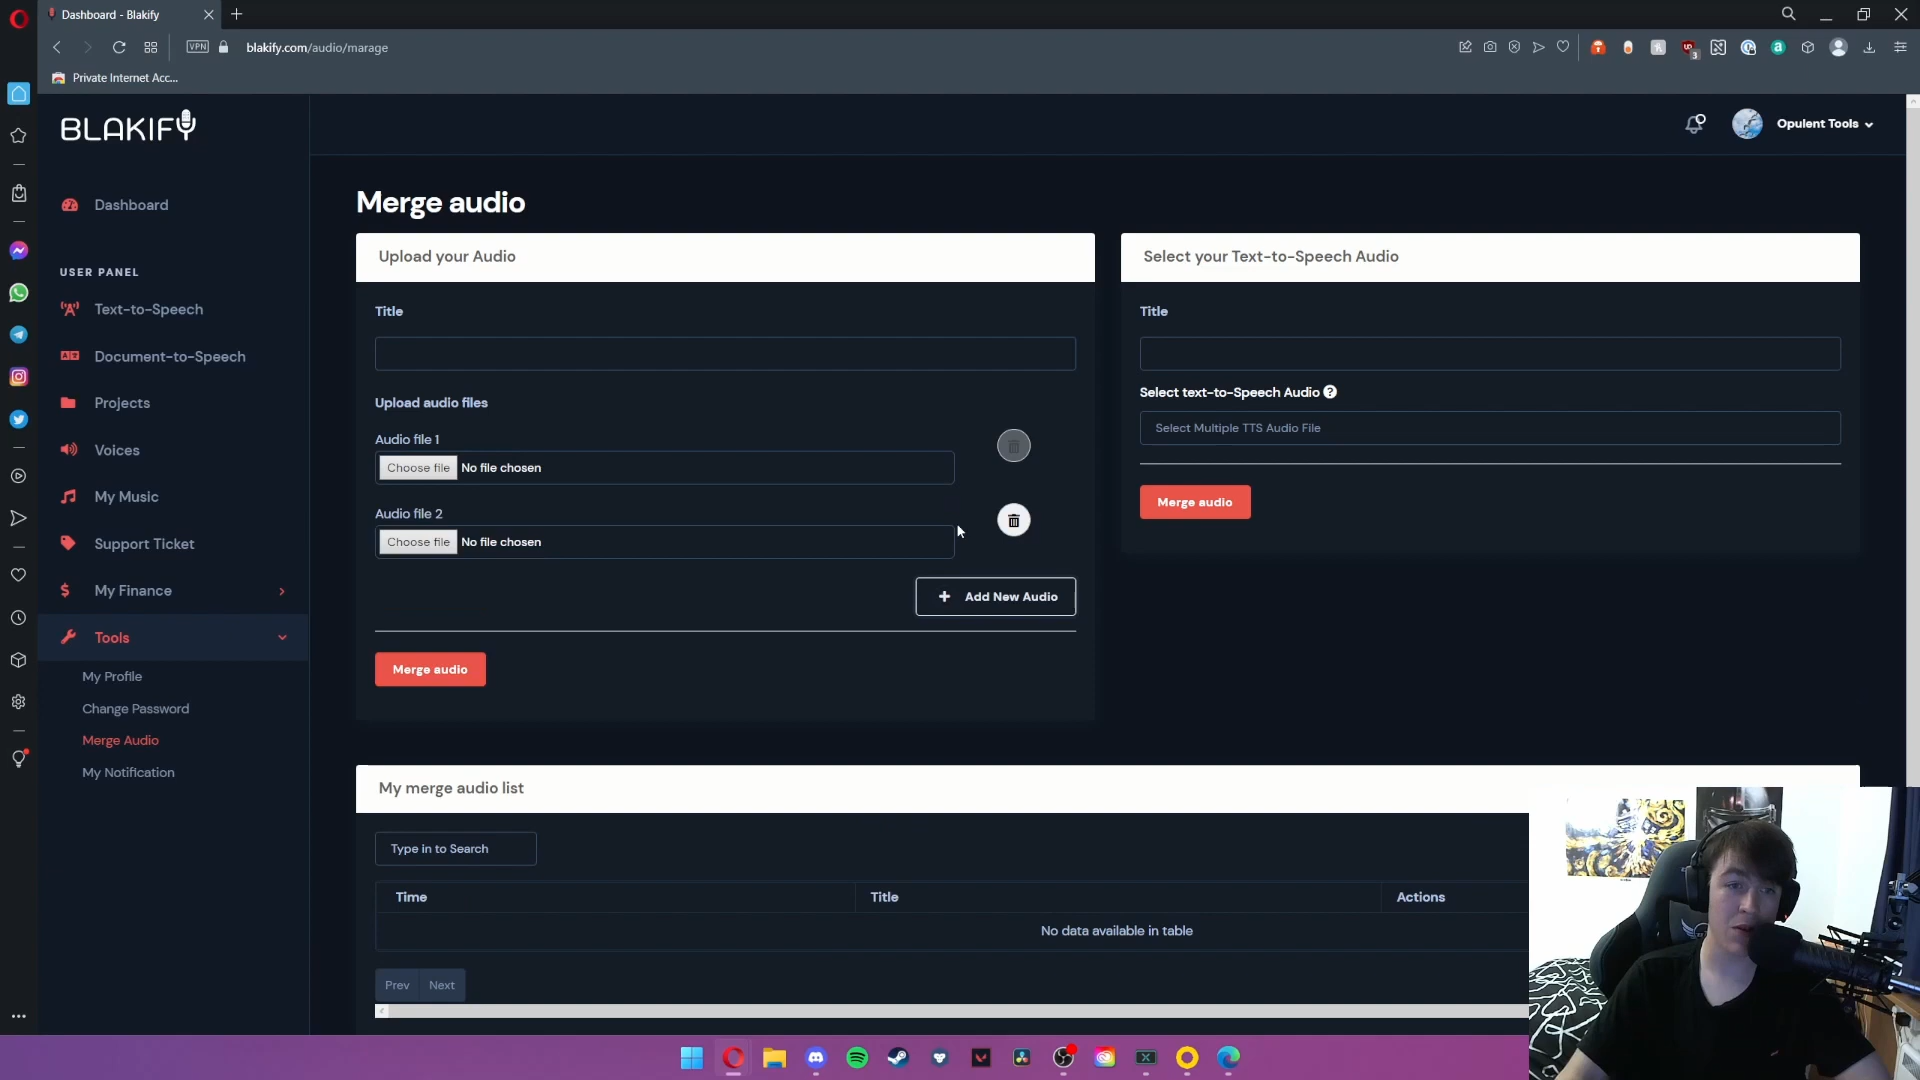 Dashboard - Blakify
VPN
blakify.com/audio/marage
3
Private Internet Acc...
BLAKIFY
Opulent Tools
Dashboard
USER PANEL
Text-to-Speech
Document-to-Speech
Projects
Voices
My Music
Support Ticket
My Finance
Tools
My Profile
Change Password
Merge Audio
My Notification
Merge audio
Upload your Audio
Title
Upload audio files
Audio file 1
Choose file No file chosen
Audio file 2
Choose file No file chosen
Add New Audio
Merge audio
Select your Text-to-Speech Audio
Title
Select text-to-Speech Audio ?
Select Multiple TTS Audio File
Merge audio
My merge audio list
Type in to Search
Time Title Actions
No data available in table
Prev Next